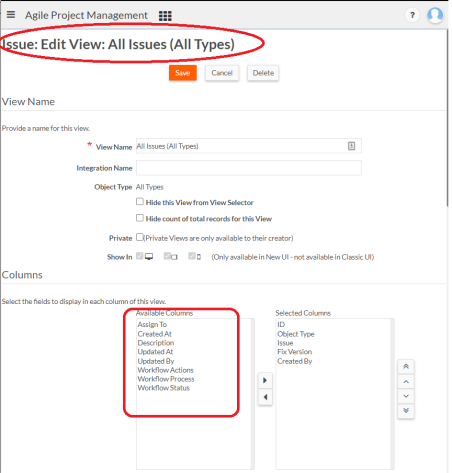 Agile Project Management
?
Issue: Edit View: All Issues (All Types)
Save Cancel Delete
View Name
Provide a name for this view.
* View Name All Issues (All Types)
Integration Name
Object Type All Types
Hide this View from View Selector
Hide count of total records for this View
Private (Private Views are only available to their creator)
Show In (Only available in New UI - not available in Classic UI)
Columns
Select the fields to display in each column of this view.
Available Columns
Assign To
Created At
Description
Updated At
Updated By
Workflow Actions
Workflow Process
Workflow Status
Selected Columns
ID
Object Type
Issue
Fix Version
Created By